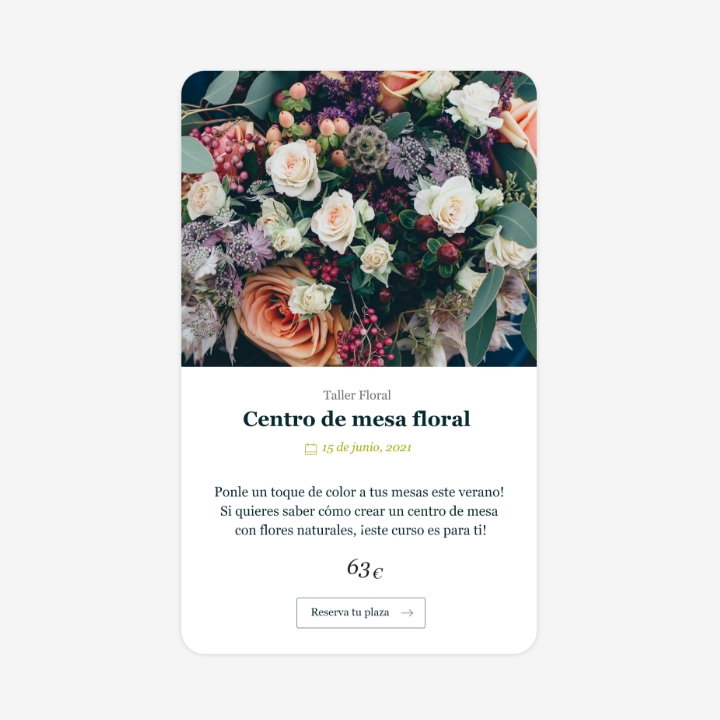 Taller Floral
Centro de mesa floral
15 de junio, 2021
Ponle un toque de color a tus mesas este verano!
Si quieres saber cómo crear un centro de mesa
con flores naturales, ¡este curso es para ti!
63€
Reserva tu plaza